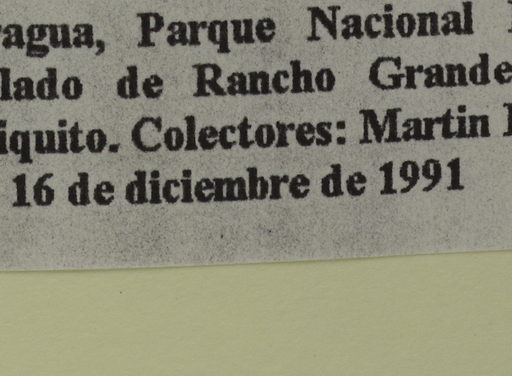 ragua, Parque Nacional
lado de Rancho Grande
iquito. Colectores: Martin
16 de diciembre de 1991